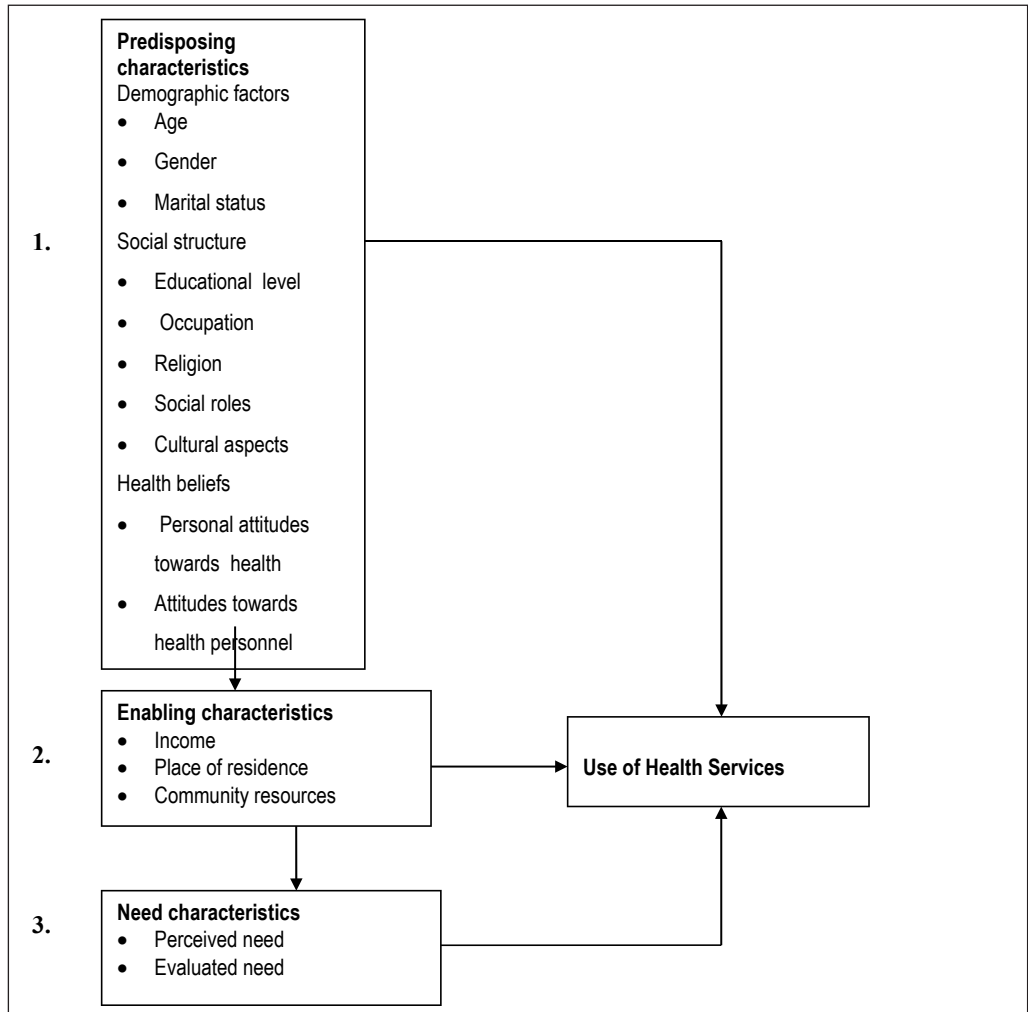 Predisposing
characteristics
Demographic factors
• Age
• Gender
• Marital status
1.
Social structure
• Educational level
• Occupation
• Religion
• Social roles
• Cultural aspects
Health beliefs
• Personal attitudes
towards health
• Attitudes towards
health personnel
Enabling characteristics
2.
• Income
• Place of residence
• Community resources
Use of Health Services
3.
Need characteristics
• Perceived need
• Evaluated need